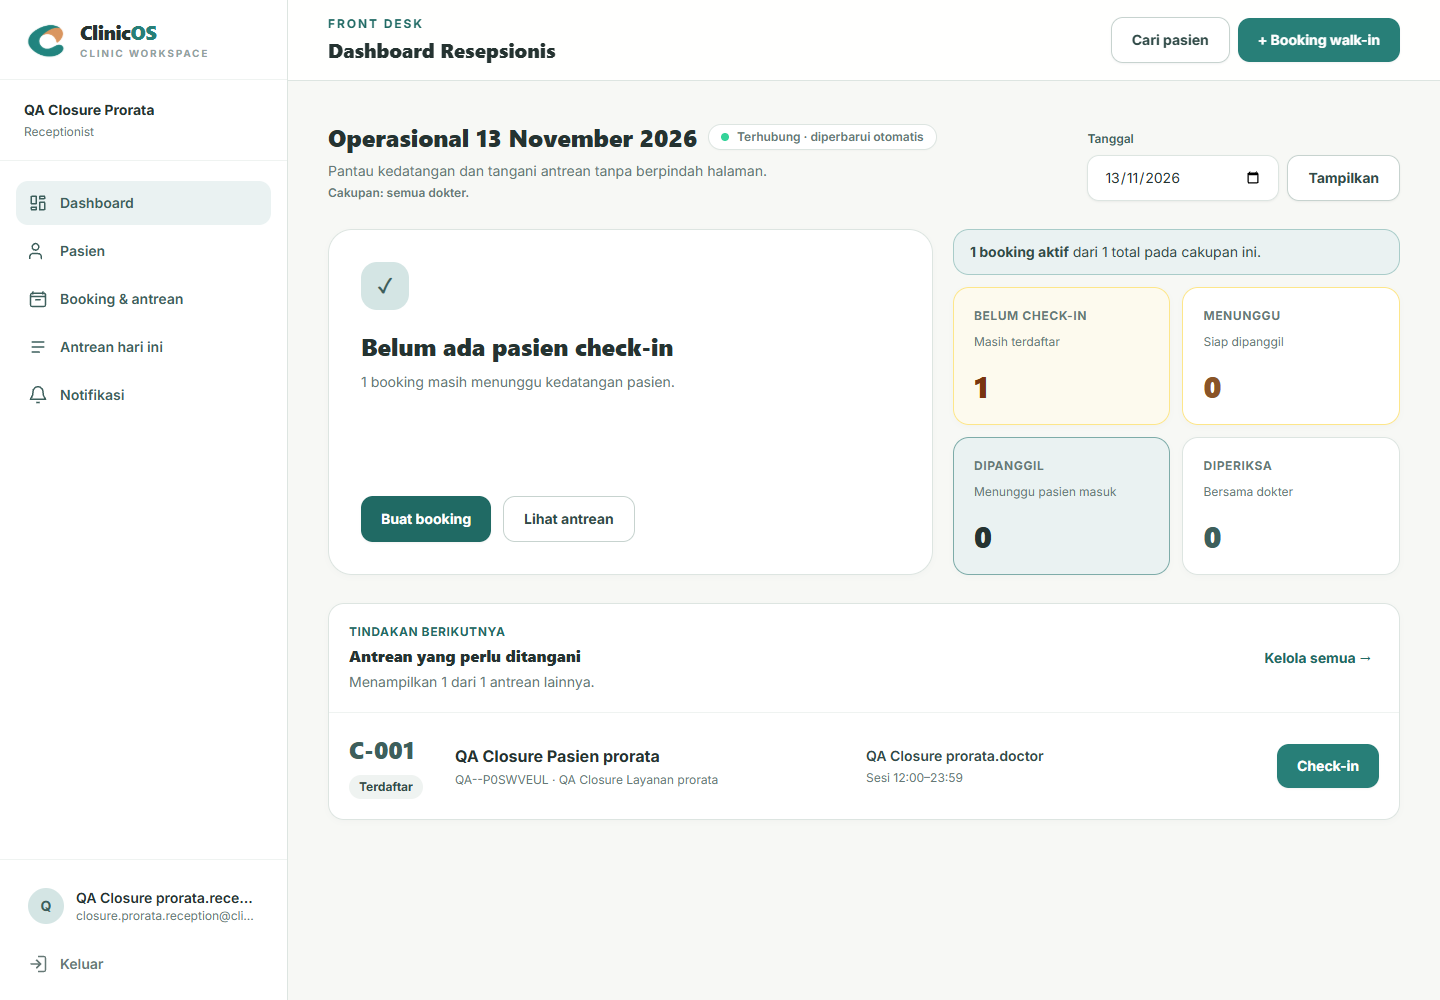 ClinicOS
CLINIC WORKSPACE
QA Closure Prorata
Receptionist
Dashboard
Pasien
Booking & antrean
Antrean hari ini
Notifikasi
Q
QA Closure prorata.rece...
closure.prorata.reception@cli...
Keluar
FRONT DESK
Dashboard Resepsionis
Cari pasien
+ Booking walk-in
Operasional 13 November 2026
Terhubung · diperbarui otomatis
Pantau kedatangan dan tangani antrean tanpa berpindah halaman.
Cakupan: semua dokter.
Tanggal
13/11/2026
Tampilkan
✓
Belum ada pasien check-in
1 booking masih menunggu kedatangan pasien.
Buat booking
Lihat antrean
1 booking aktif dari 1 total pada cakupan ini.
BELUM CHECK-IN
Masih terdaftar
1
MENUNGGU
Siap dipanggil
0
DIPANGGIL
Menunggu pasien masuk
0
DIPERIKSA
Bersama dokter
0
TINDAKAN BERIKUTNYA
Antrean yang perlu ditangani
Menampilkan 1 dari 1 antrean lainnya.
Kelola semua →
C-001
Terdaftar
QA Closure Pasien prorata
QA--P0SWVEUL · QA Closure Layanan prorata
QA Closure prorata.doctor
Sesi 12:00–23:59
Check-in